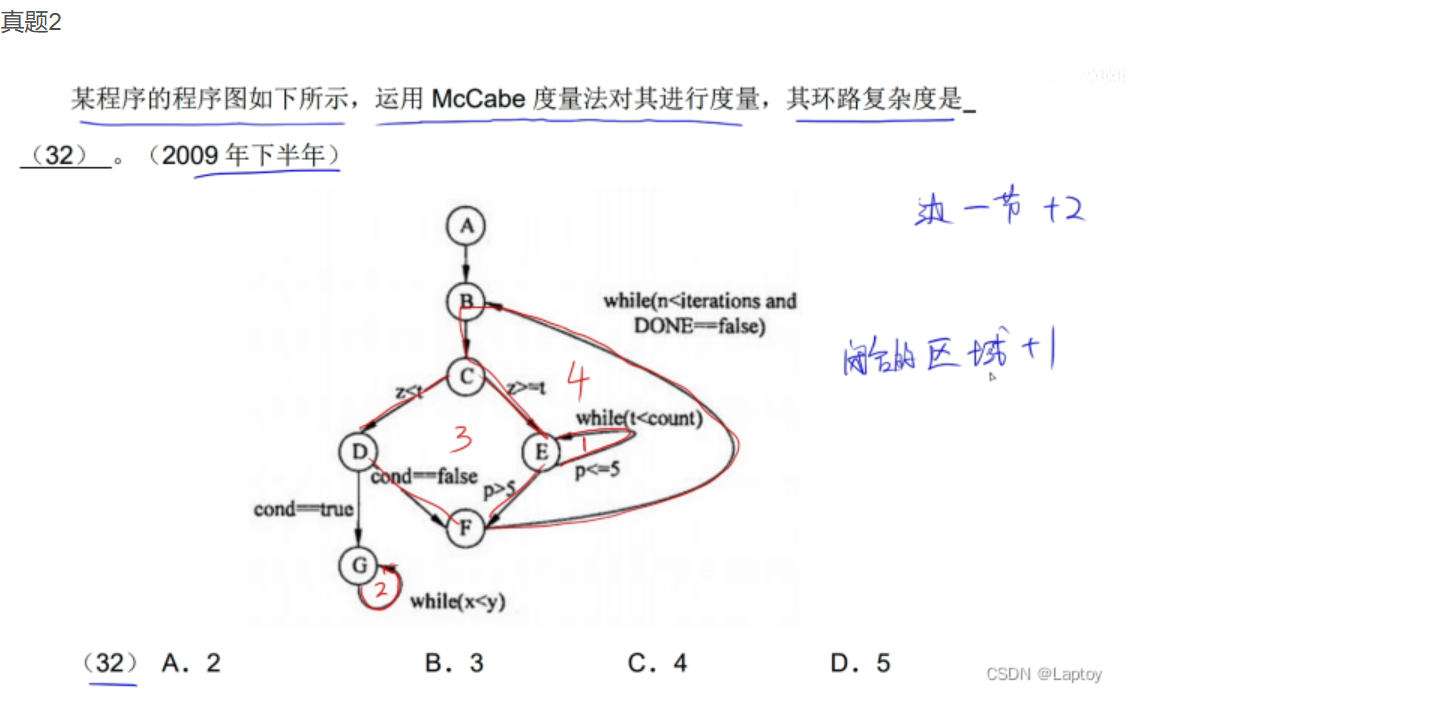 真题2
某程序的程序图如下所示，运用 McCabe 度量法对其进行度量，其环路复杂度是_
（32） 。（2009 年下半年）
边一节 +2
A
B
while(n<iterations and
DONE==false)
闭合的区域 +1
C
z<t
z>=t
4
while(t<count)
3
D
E
1
cond==false
p>5
p<=5
cond==true
F
G
2
while(x<y)
（32） A．2 B．3 C．4 D．5
CSDN @Laptoy